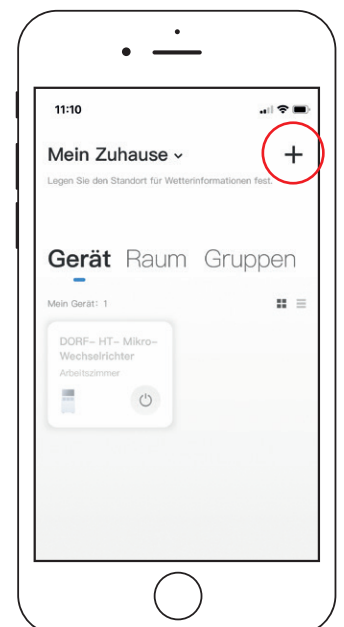 11:10
Mein Zuhause
Legen Sie den Standort für Wetterinformationen fest.
Gerät Raum Gruppen
Mein Gerät: 1
DORF- HT- Mikro-
Wechselrichter
Arbeitszimmer